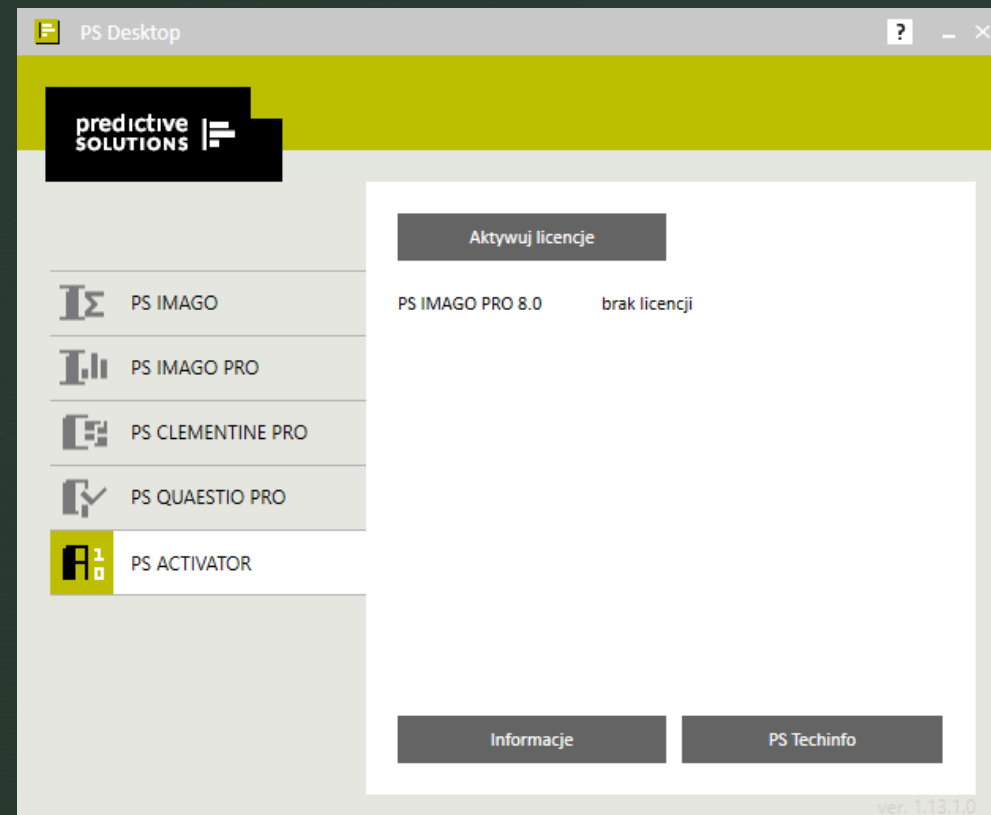 PS Desktop
?
predictive
SOLUTIONS
Aktywuj licencje
PS IMAGO PRO 8.0 brak licencji
PS IMAGO
PS IMAGO PRO
PS CLEMENTINE PRO
PS QUAESTIO PRO
PS ACTIVATOR
Informacje
PS Techinfo
ver. 1.13.1.0